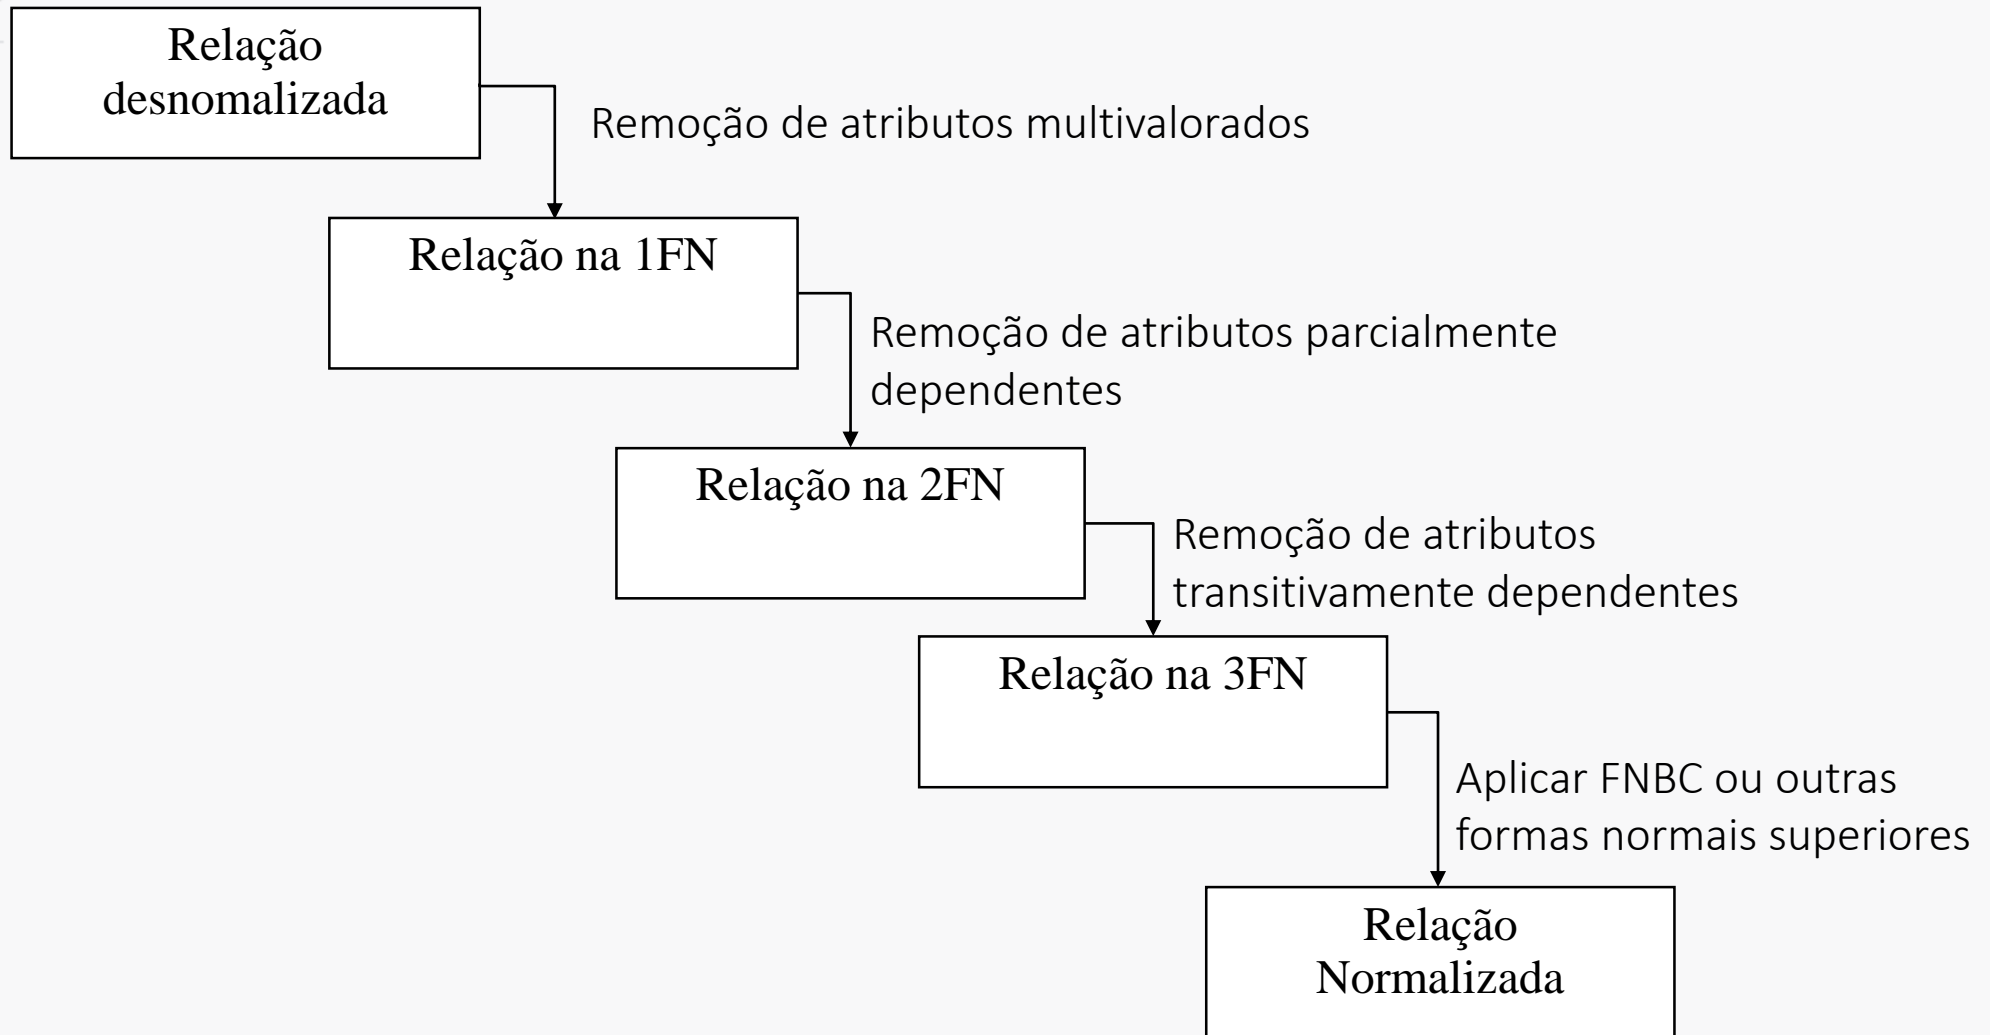 Relação
desnomalizada
Remoção de atributos multivalorados
Relação na 1FN
Remoção de atributos parcialmente
dependentes
Relação na 2FN
Remoção de atributos
transitivamente dependentes
Relação na 3FN
Aplicar FNBC ou outras
formas normais superiores
Relação
Normalizada